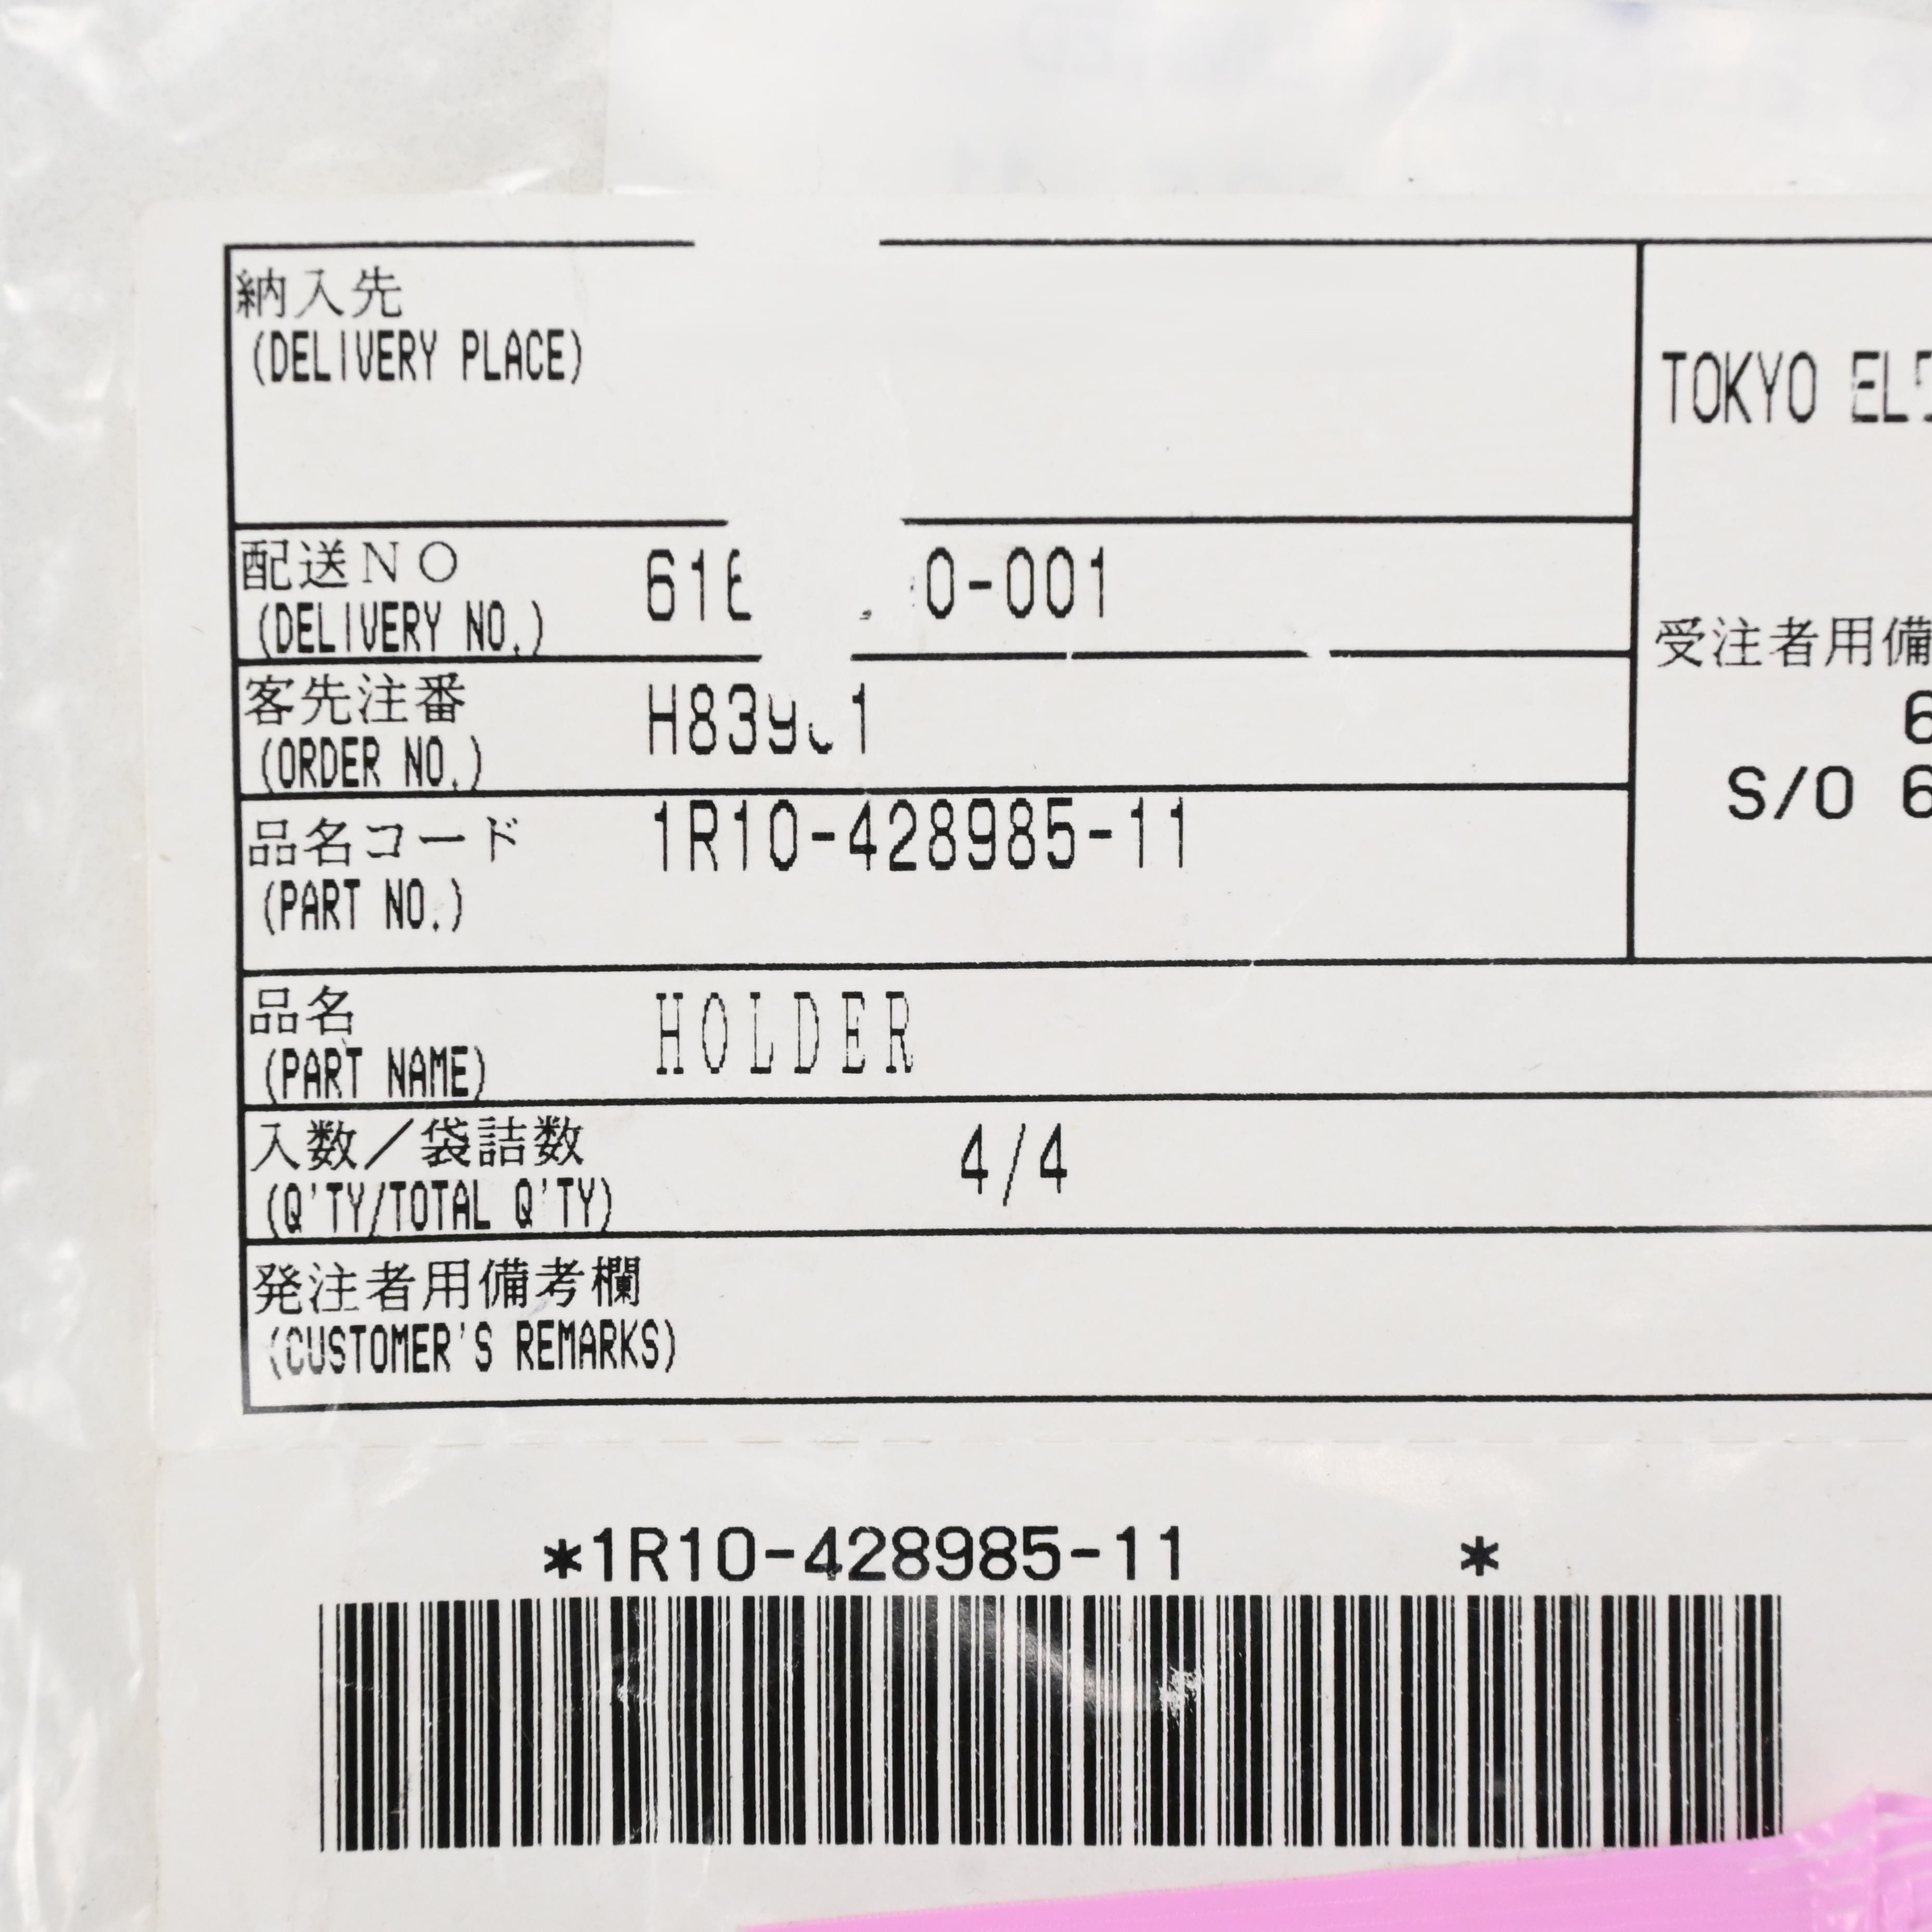 納入先
(DELIVERY PLACE)
TOKYO
配送NO
(DELIVERY NO.)
0-001
受注者用備
客先注番
(ORDER NO.)
S/O 6
品名コード 1R10-428985-11
(PART NO.)
品名 HOLDER
(PART NAME)
入数/袋詰数 4/4
(Q'TY/TOTAL Q'TY)
発注者用備考欄
(CUSTOMER'S REMARKS)
*1R10-428985-11 *